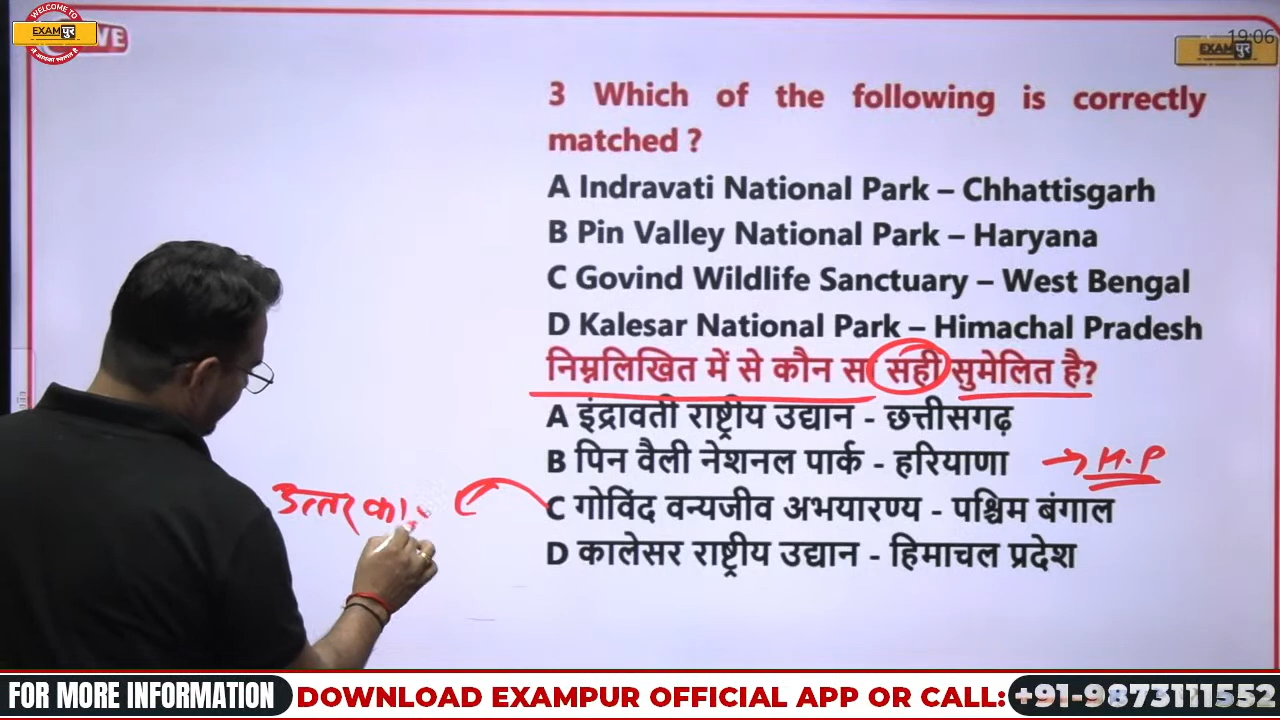 WELCOME TO
EXAMपुर
में आपका स्वागत है
LIVE
19:06
EXAMपुर
3 Which of the following is correctly
matched ?
A Indravati National Park – Chhattisgarh
B Pin Valley National Park – Haryana
C Govind Wildlife Sanctuary – West Bengal
D Kalesar National Park – Himachal Pradesh
निम्नलिखित में से कौन सा सही सुमेलित है?
A इंद्रावती राष्ट्रीय उद्यान - छत्तीसगढ़
B पिन वैली नेशनल पार्क - हरियाणा → H.P
उत्तरका
C गोविंद वन्यजीव अभयारण्य - पश्चिम बंगाल
D कालेसर राष्ट्रीय उद्यान - हिमाचल प्रदेश
FOR MORE INFORMATION DOWNLOAD EXAMPUR OFFICIAL APP OR CALL: +91-9873111552